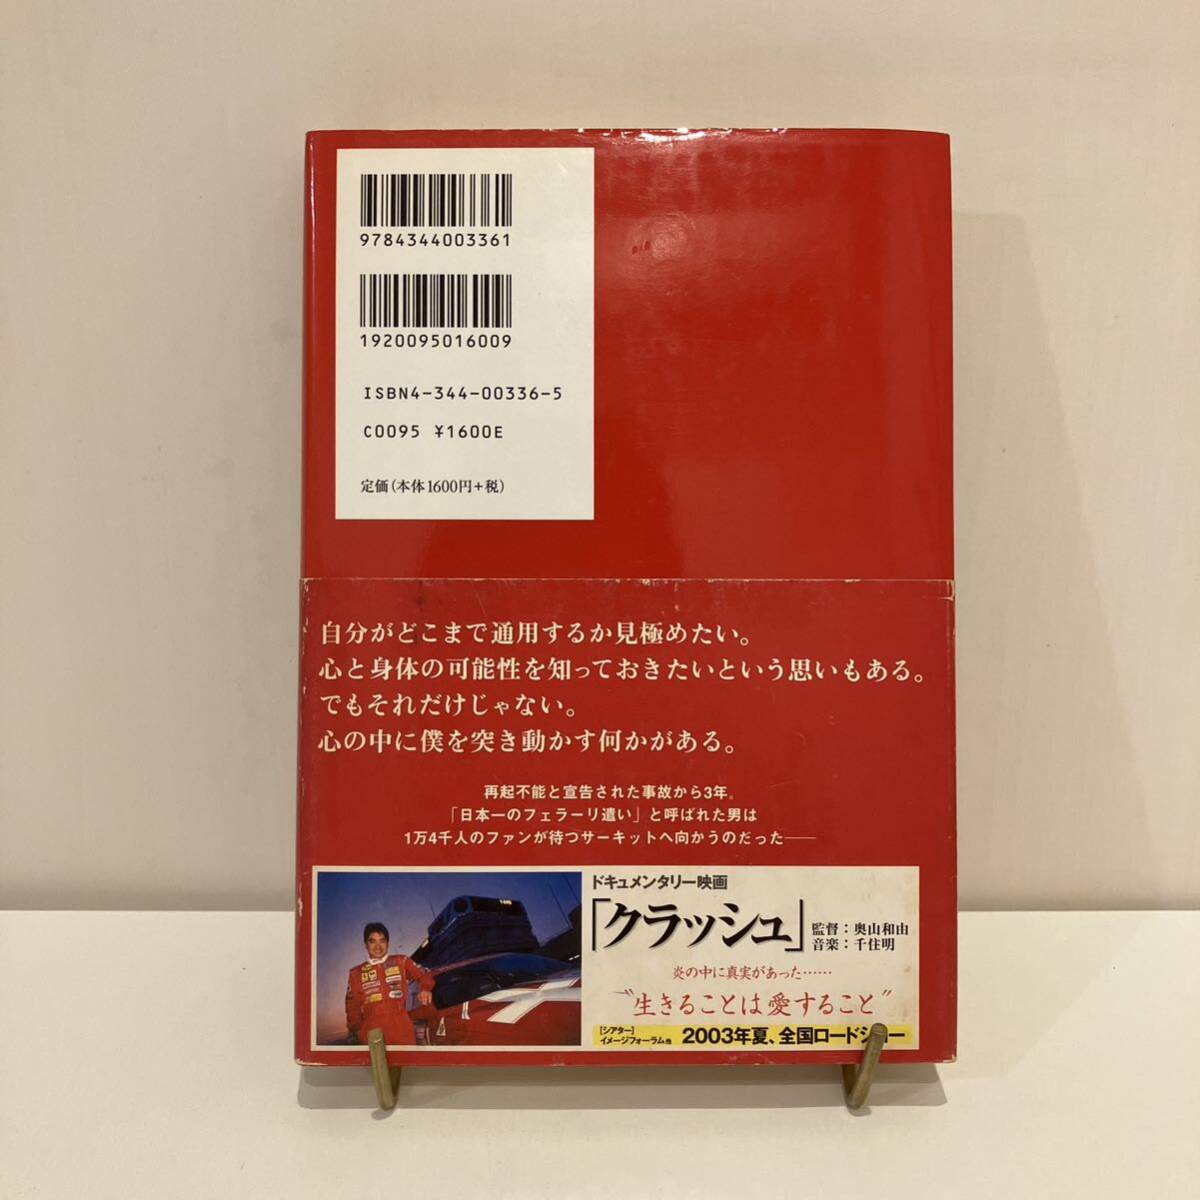 9784344003361
1920095016009
ISBN4-344-00336-5
C0095 ¥1600E
定価(本体1600円+税)
自分がどこまで通用するか見極めたい。
心と身体の可能性を知っておきたいという思いもある。
でもそれだけじゃない。
心の中に僕を突き動かす何かがある。
再起不能と宣告された事故から3年。
「日本一のフェラーリ遣い」と呼ばれた男は
1万4千人のファンが待つサーキットへ向かうのだった——
ドキュメンタリー映画
「クラッシュ」
監督:奥山和由
音楽:千住明
炎の中に真実があった……
“生きることは愛すること”
[シアター]
イメージフォーラム他
2003年夏、全国ロードショー